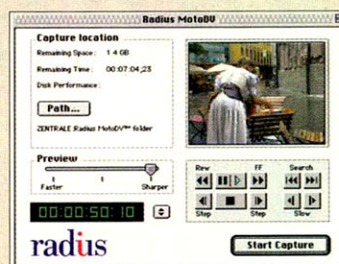 Radius MotoDV
Capture location
Remaining Space: 1.4 GB
Remaining Time: 00:07:04;23
Disk Performance:
Path...
ZENTRALE:Radius MotoDV™ folder
Preview
Faster
Sharper
00:00:50:10
radius
Rew
FF
Search
Step
Step
Slow
Start Capture